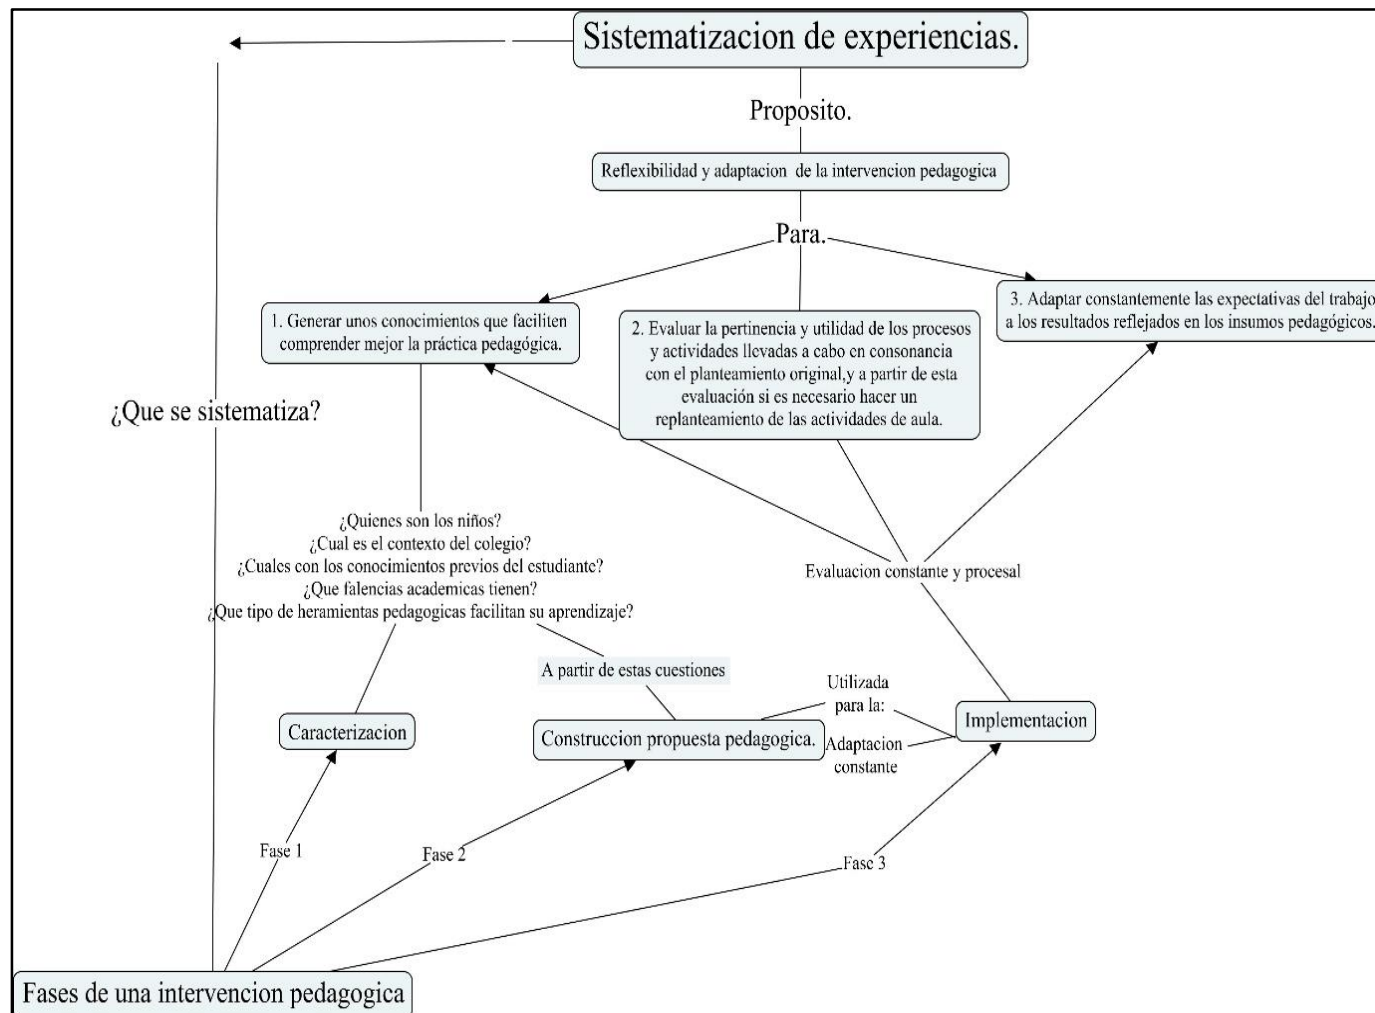 Sistematizacion de experiencias.
Proposito.
Reflexibilidad y adaptacion de la intervencion pedagogica
Para.
1. Generar unos conocimientos que faciliten
comprender mejor la práctica pedagógica.
2. Evaluar la pertinencia y utilidad de los procesos
y actividades llevadas a cabo en consonancia
con el planteamiento original,y a partir de esta
evaluación si es necesario hacer un
replanteamiento de las actividades de aula.
3. Adaptar constantemente las expectativas del trabajo
a los resultados reflejados en los insumos pedagógicos.
¿Que se sistematiza?
¿Quienes son los niños?
¿Cual es el contexto del colegio?
¿Cuales con los conocimientos previos del estudiante?
¿Que falencias academicas tienen?
¿Que tipo de heramientas pedagogicas facilitan su aprendizaje?
Evaluacion constante y procesal
A partir de estas cuestiones
Utilizada
para la:
Caracterizacion
Construccion propuesta pedagogica.
Adaptacion
constante
Implementacion
Fase 1
Fase 2
Fase 3
Fases de una intervencion pedagogica